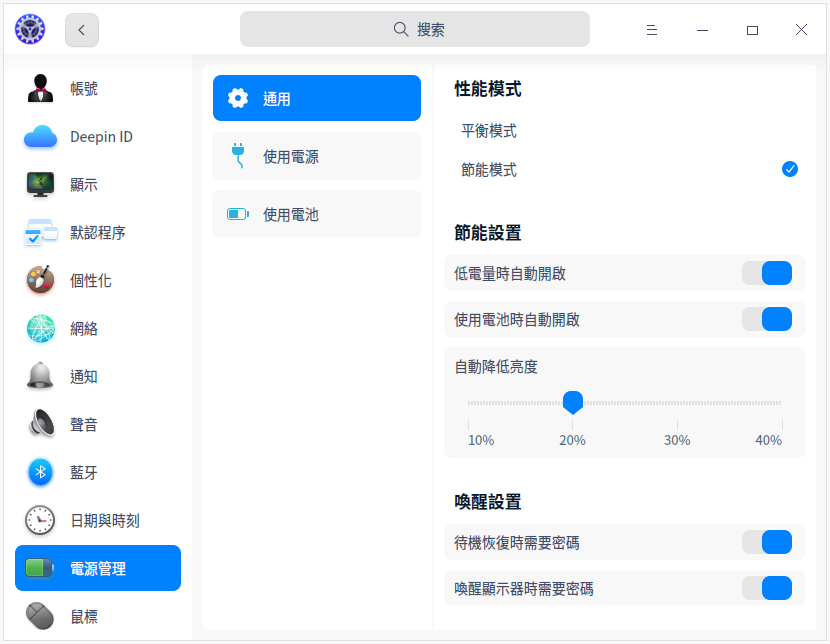 搜索
帳號
Deepin ID
顯示
默認程序
個性化
網絡
通知
聲音
藍牙
日期與時刻
電源管理
鼠標
通用
使用電源
使用電池
性能模式
平衡模式
節能模式
節能設置
低電量時自動開啟
使用電池時自動開啟
自動降低亮度
10% 20% 30% 40%
喚醒設置
待機恢復時需要密碼
喚醒顯示器時需要密碼